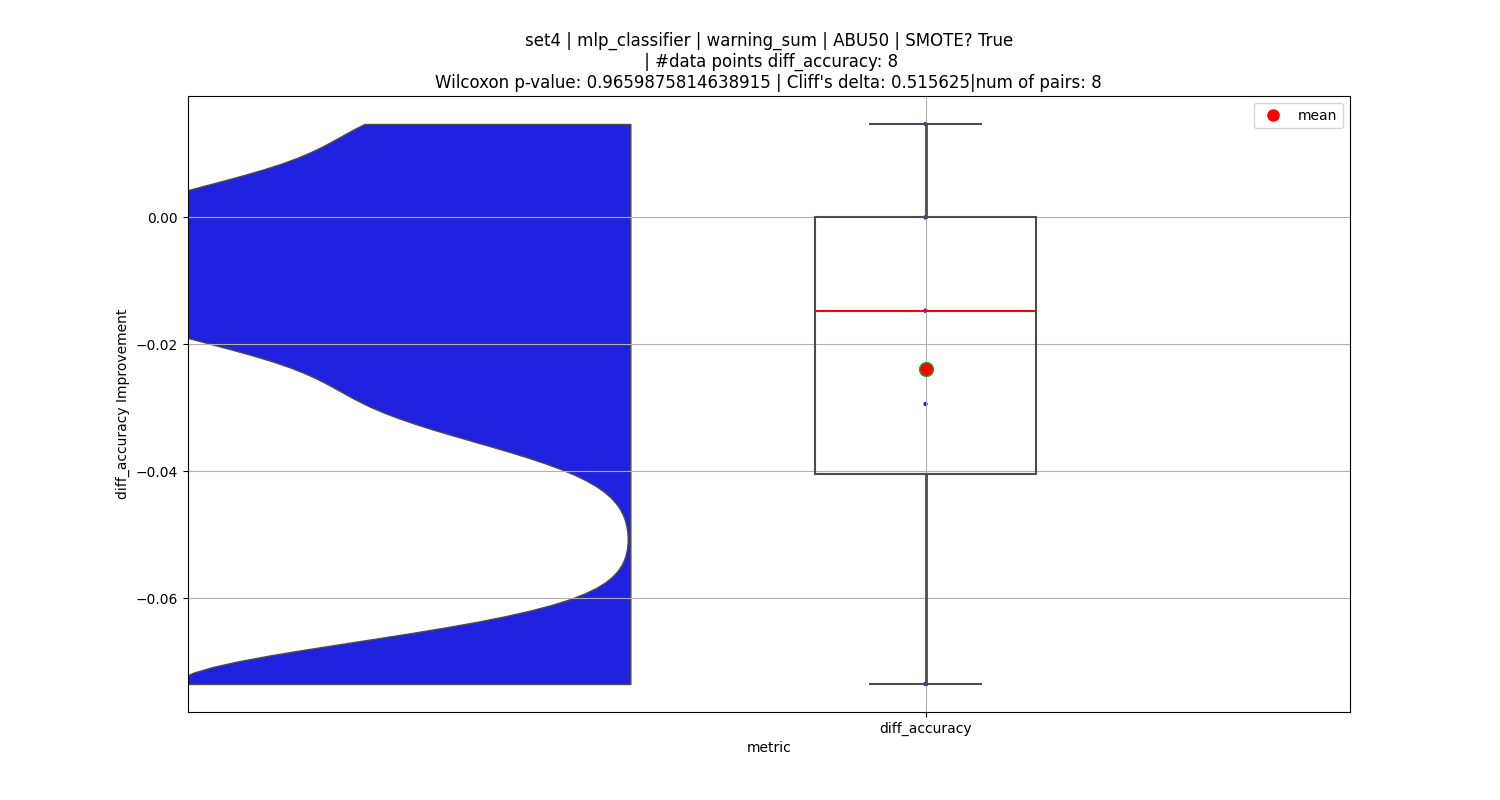 set4 | mlp_classifier | warning_sum | ABU50 | SMOTE? True
| #data points diff_accuracy: 8
Wilcoxon p-value: 0.9659875814638915 | Cliff's delta: 0.515625|num of pairs: 8
mean
0.00
−0.02
−0.04
−0.06
diff_accuracy Improvement
diff_accuracy
metric